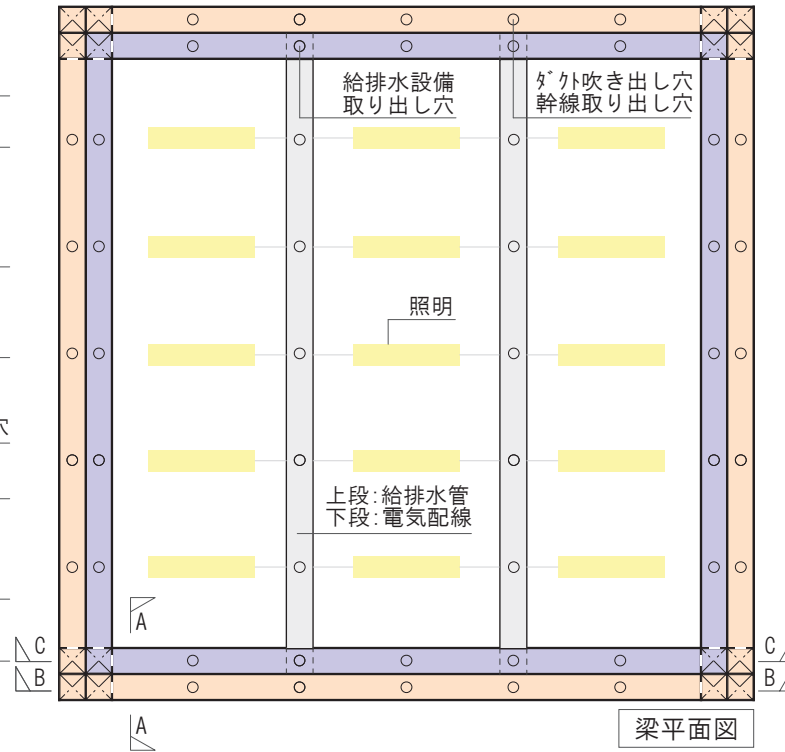 給排水設備
取り出し穴
ダクト吹き出し穴
幹線取り出し穴
照明
穴
上段:給排水管
下段:電気配線
A
C
B
C
B
A
梁平面図